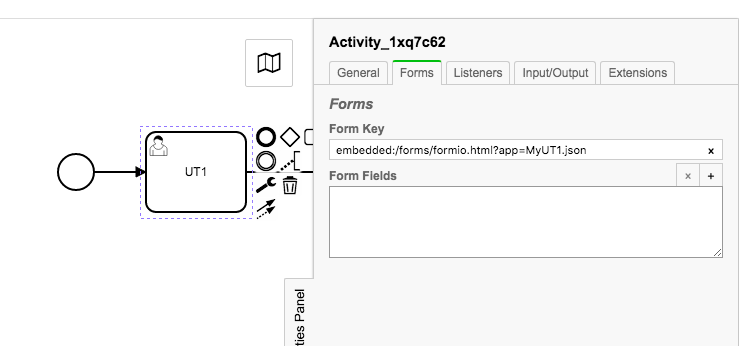 Activity_1xq7c62
General Forms Listeners Input/Output Extensions
Forms
Form Key
embedded:/forms/formio.html?app=MyUT1.json x
Form Fields x +
UT1
ties Panel